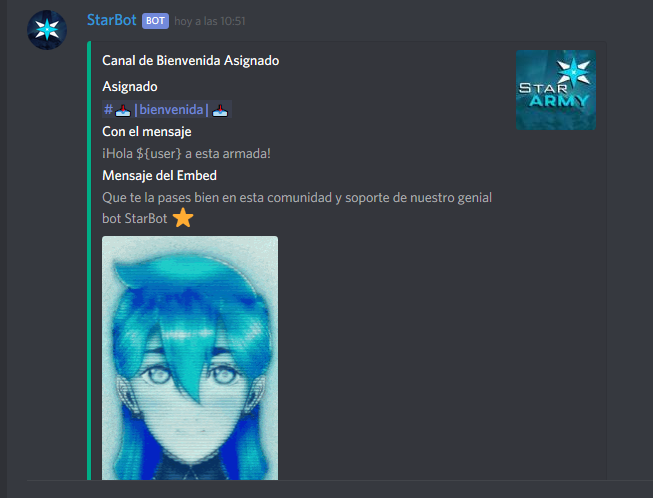 StarBot BOT hoy a las 10:51
Canal de Bienvenida Asignado
Asignado
#📥|bienvenida|📥
Con el mensaje
¡Hola ${user} a esta armada!
Mensaje del Embed
Que te la pases bien en esta comunidad y soporte de nuestro genial
bot StarBot ⭐
STAR
ARMY